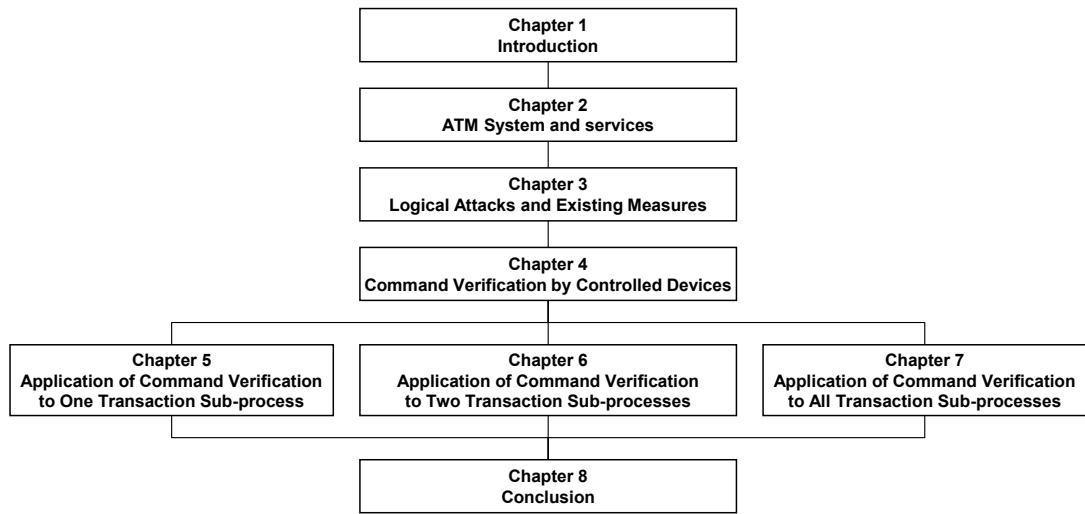 Chapter 1
Introduction
Chapter 2
ATM System and services
Chapter 3
Logical Attacks and Existing Measures
Chapter 4
Command Verification by Controlled Devices
Chapter 5
Application of Command Verification
to One Transaction Sub-process
Chapter 6
Application of Command Verification
to Two Transaction Sub-processes
Chapter 7
Application of Command Verification
to All Transaction Sub-processes
Chapter 8
Conclusion